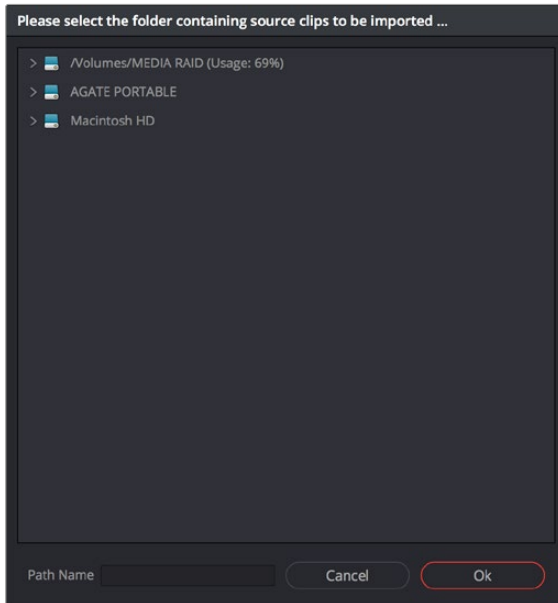 Please select the folder containing source clips to be imported ...
/Volumes/MEDIA RAID (Usage: 69%)
AGATE PORTABLE
Macintosh HD
Path Name
Cancel
Ok